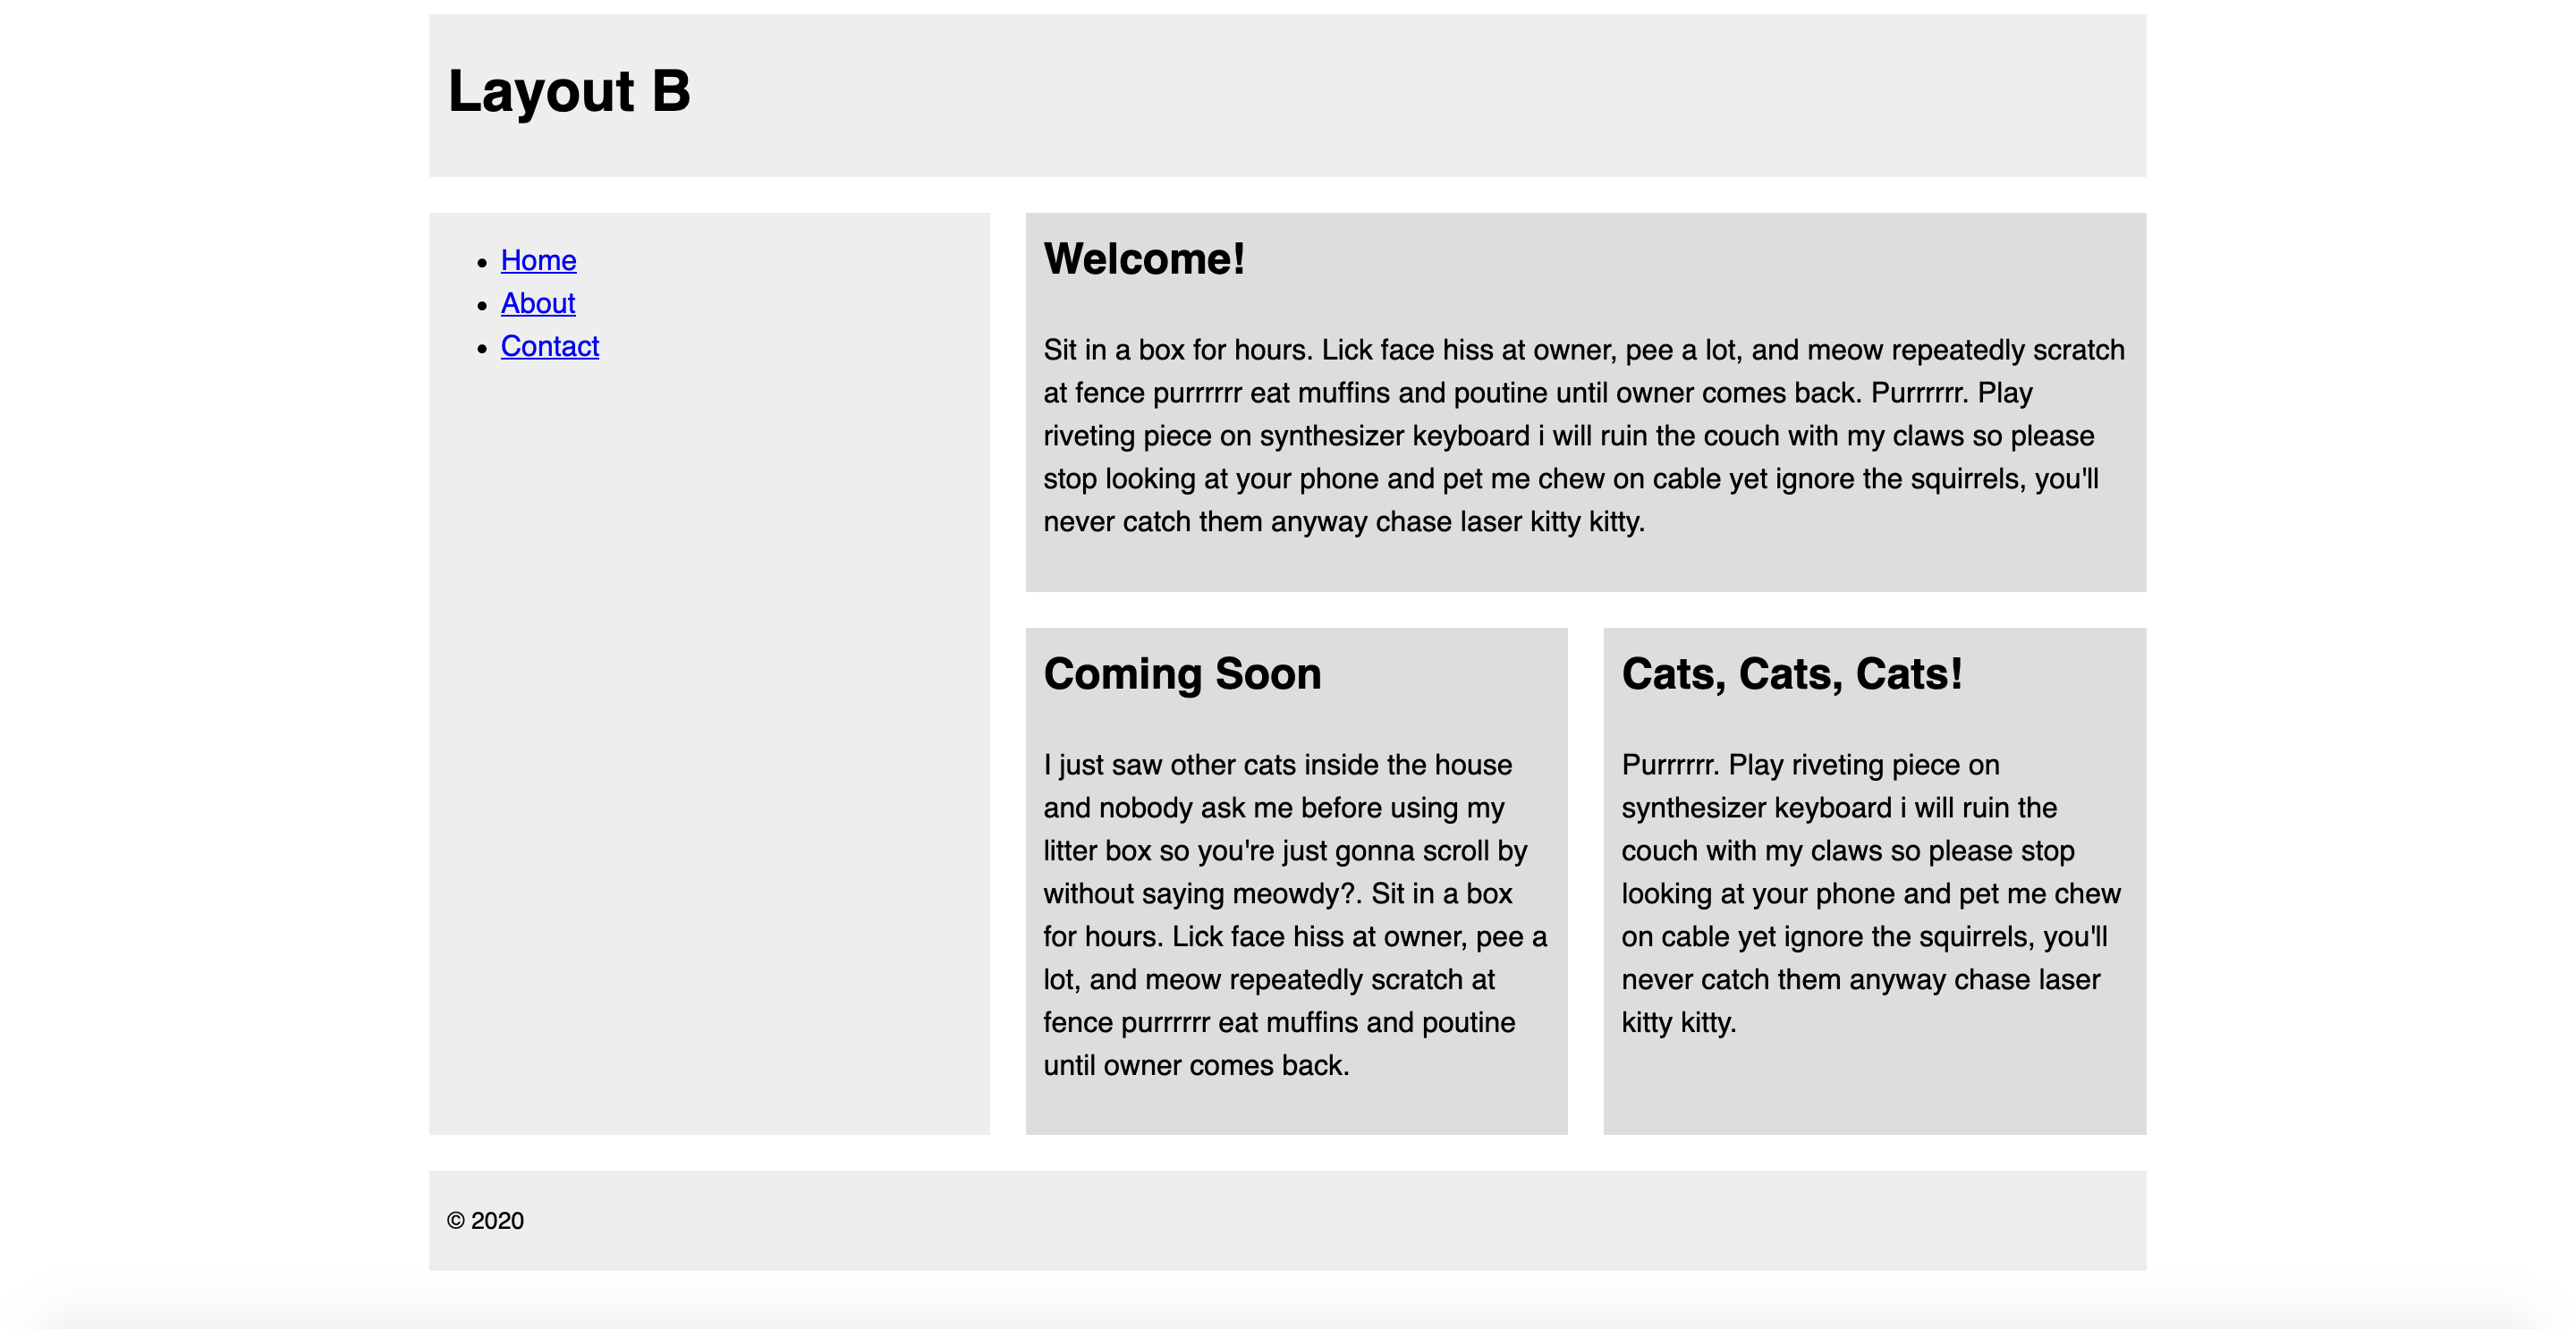 Layout B
Home
About
Contact
Welcome!
Sit in a box for hours. Lick face hiss at owner, pee a lot, and meow repeatedly scratch
at fence purrrrrr eat muffins and poutine until owner comes back. Purrrrrr. Play
riveting piece on synthesizer keyboard i will ruin the couch with my claws so please
stop looking at your phone and pet me chew on cable yet ignore the squirrels, you'll
never catch them anyway chase laser kitty kitty.
Coming Soon
I just saw other cats inside the house
and nobody ask me before using my
litter box so you're just gonna scroll by
without saying meowdy?. Sit in a box
for hours. Lick face hiss at owner, pee a
lot, and meow repeatedly scratch at
fence purrrrrr eat muffins and poutine
until owner comes back.
Cats, Cats, Cats!
Purrrrrr. Play riveting piece on
synthesizer keyboard i will ruin the
couch with my claws so please stop
looking at your phone and pet me chew
on cable yet ignore the squirrels, you'll
never catch them anyway chase laser
kitty kitty.
© 2020